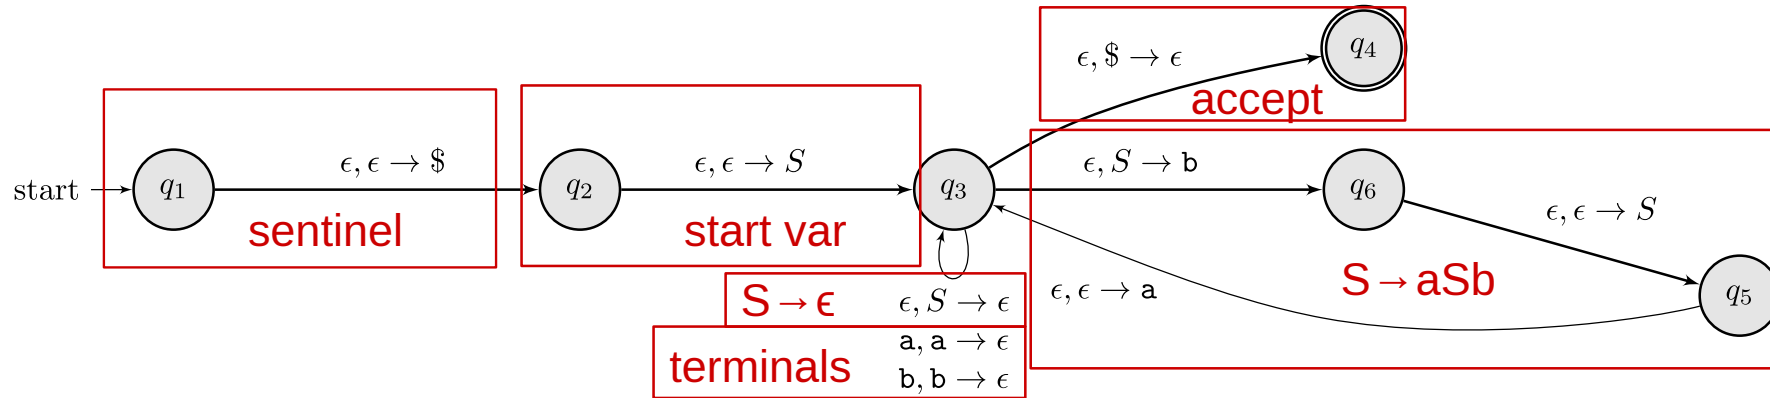 q4
ϵ, $ → ϵ
accept
start
q1
ϵ, ϵ → $
sentinel
q2
ϵ, ϵ → S
start var
q3
ϵ, S → b
q6
ϵ, ϵ → S
S→aSb
q5
ϵ, ϵ → a
S→ϵ
ϵ, S → ϵ
terminals
a, a → ϵ
b, b → ϵ